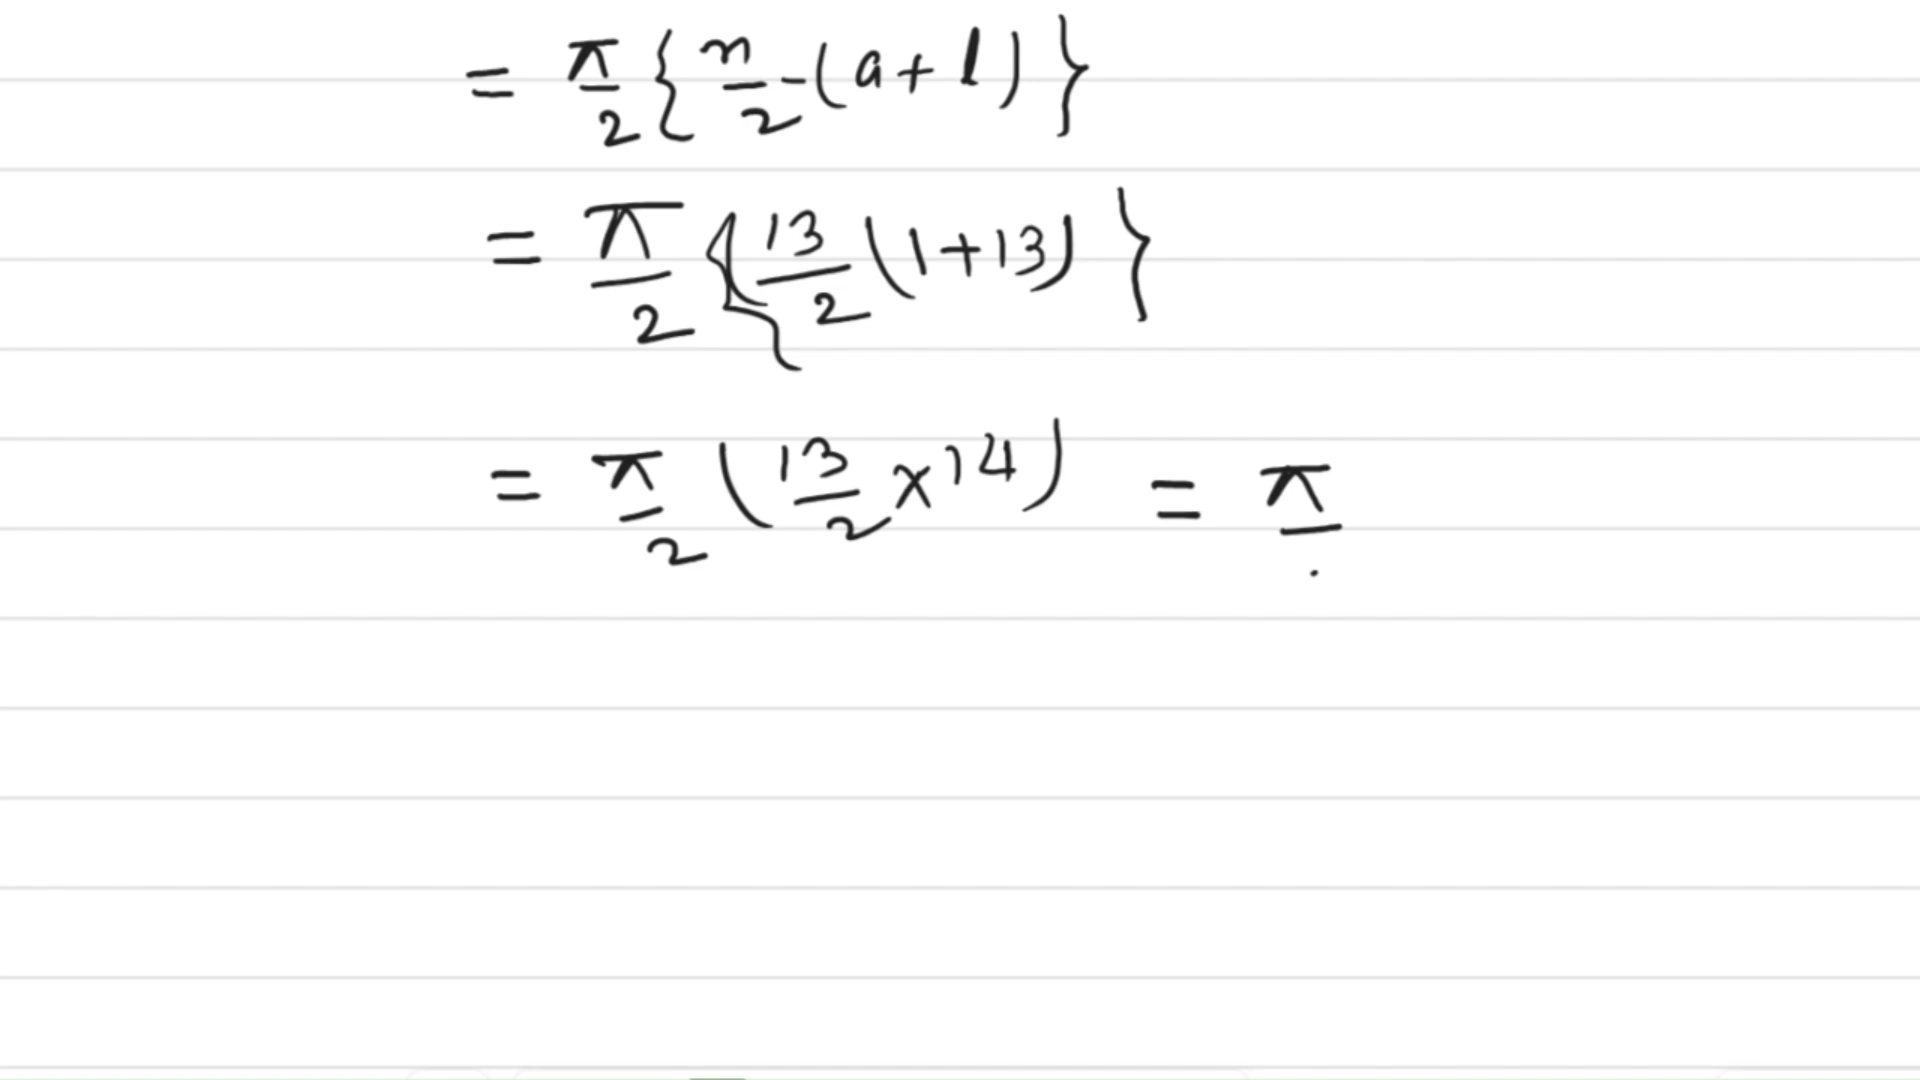 = π/2 { n/2 - (a + l) }
= π/2 { ( 13/2 (1 + 13) }
= π/2 ( 13/2 × 14 ) = π/.